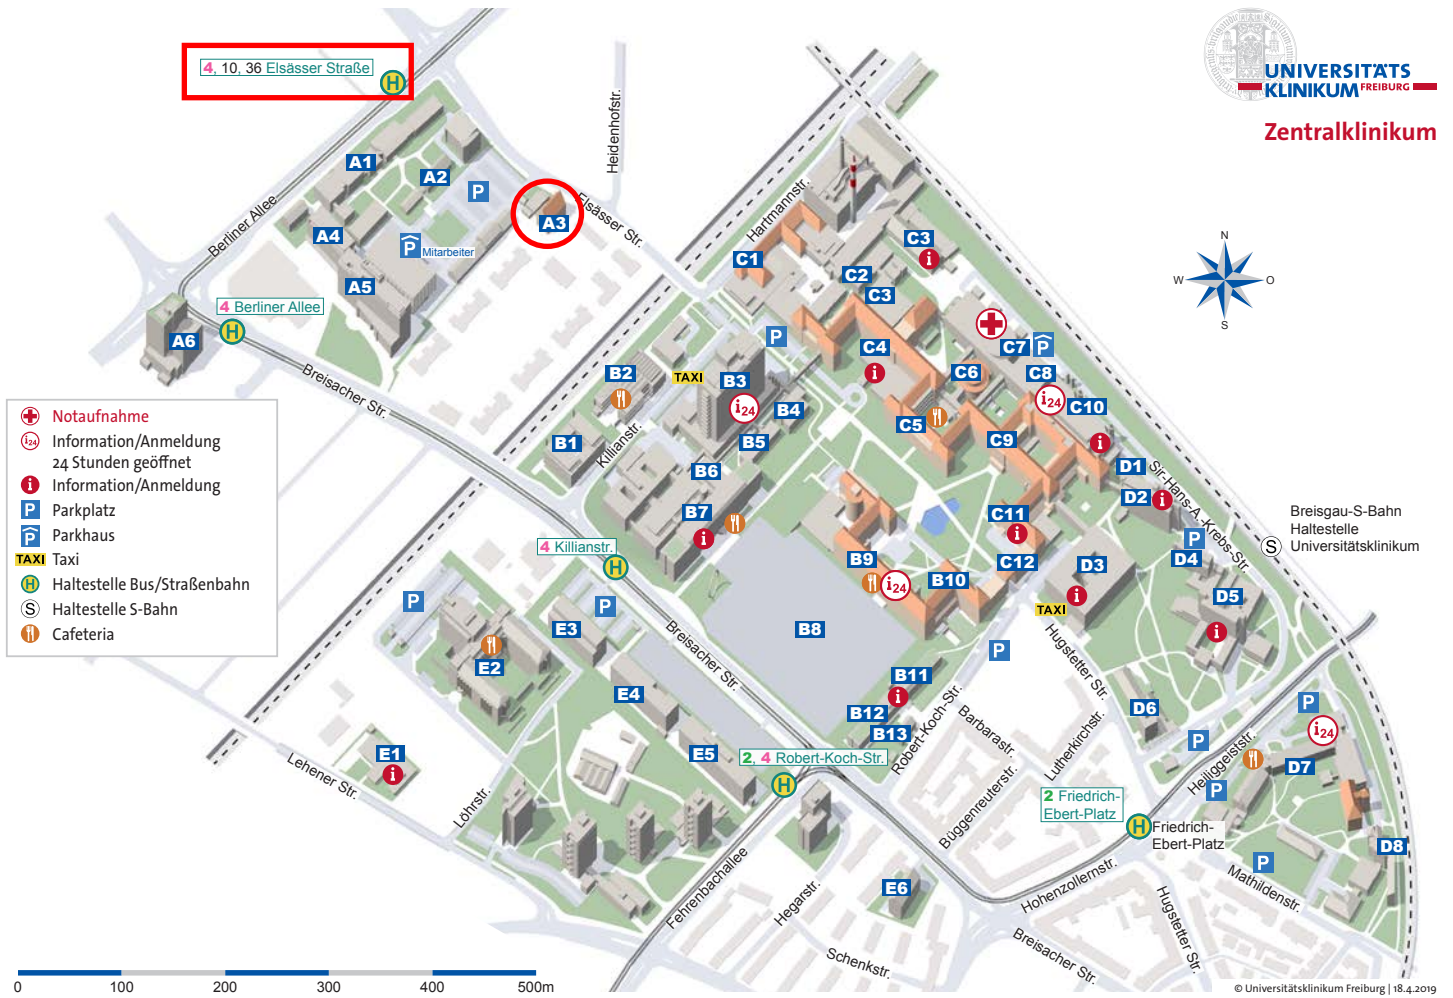 UNIVERSITÄTS
KLINIKUM FREIBURG
Zentralklinikum
4, 10, 36 Elsässer Straße
H
Heidenhofstr.
A1
A2
P
A3
Elsässer Str.
Berliner Allee
A4
P Mitarbeiter
A5
4 Berliner Allee
H
A6
Breisacher Str.
Hartmannstr.
C1
C2
C3
C3
i
N
W
O
S
P
C4
i
C7
P
C6
C8
i24
C10
i
C5
C9
B2
TAXI
B3
i24
B4
B5
B1
Killianstr.
B6
B7
i
D1
D2
i
Sir-Hans-A.-Krebs-Str.
P
D4
D5
i
Breisgau-S-Bahn
Haltestelle
Universitätsklinikum
S
C11
i
C12
D3
i
TAXI
B9
i24
B10
B8
4 Killianstr.
H
P
P
E3
E2
Breisacher Str.
E4
E5
E1
i
Lehener Str.
Löhrstr.
B11
i
B12
B13
Robert-Koch-Str.
P
Hugstetter Str.
Barbarastr.
Lutherkirchstr.
Büggenreuterstr.
D6
P
P
i24
Heiliggeiststr.
D7
P
D8
P
Mathildenstr.
2, 4 Robert-Koch-Str.
H
2 Friedrich-
Ebert-Platz
H
Friedrich-
Ebert-Platz
Hohenzollernstr.
Hugstetter Str.
Breisacher Str.
E6
Fehrenbachallee
Hegarstr.
Schenkstr.
Notaufnahme
i24 Information/Anmeldung
24 Stunden geöffnet
i Information/Anmeldung
P Parkplatz
P Parkhaus
TAXI Taxi
H Haltestelle Bus/Straßenbahn
S Haltestelle S-Bahn
Cafeteria
0 100 200 300 400 500m
© Universitätsklinikum Freiburg | 18.4.2019